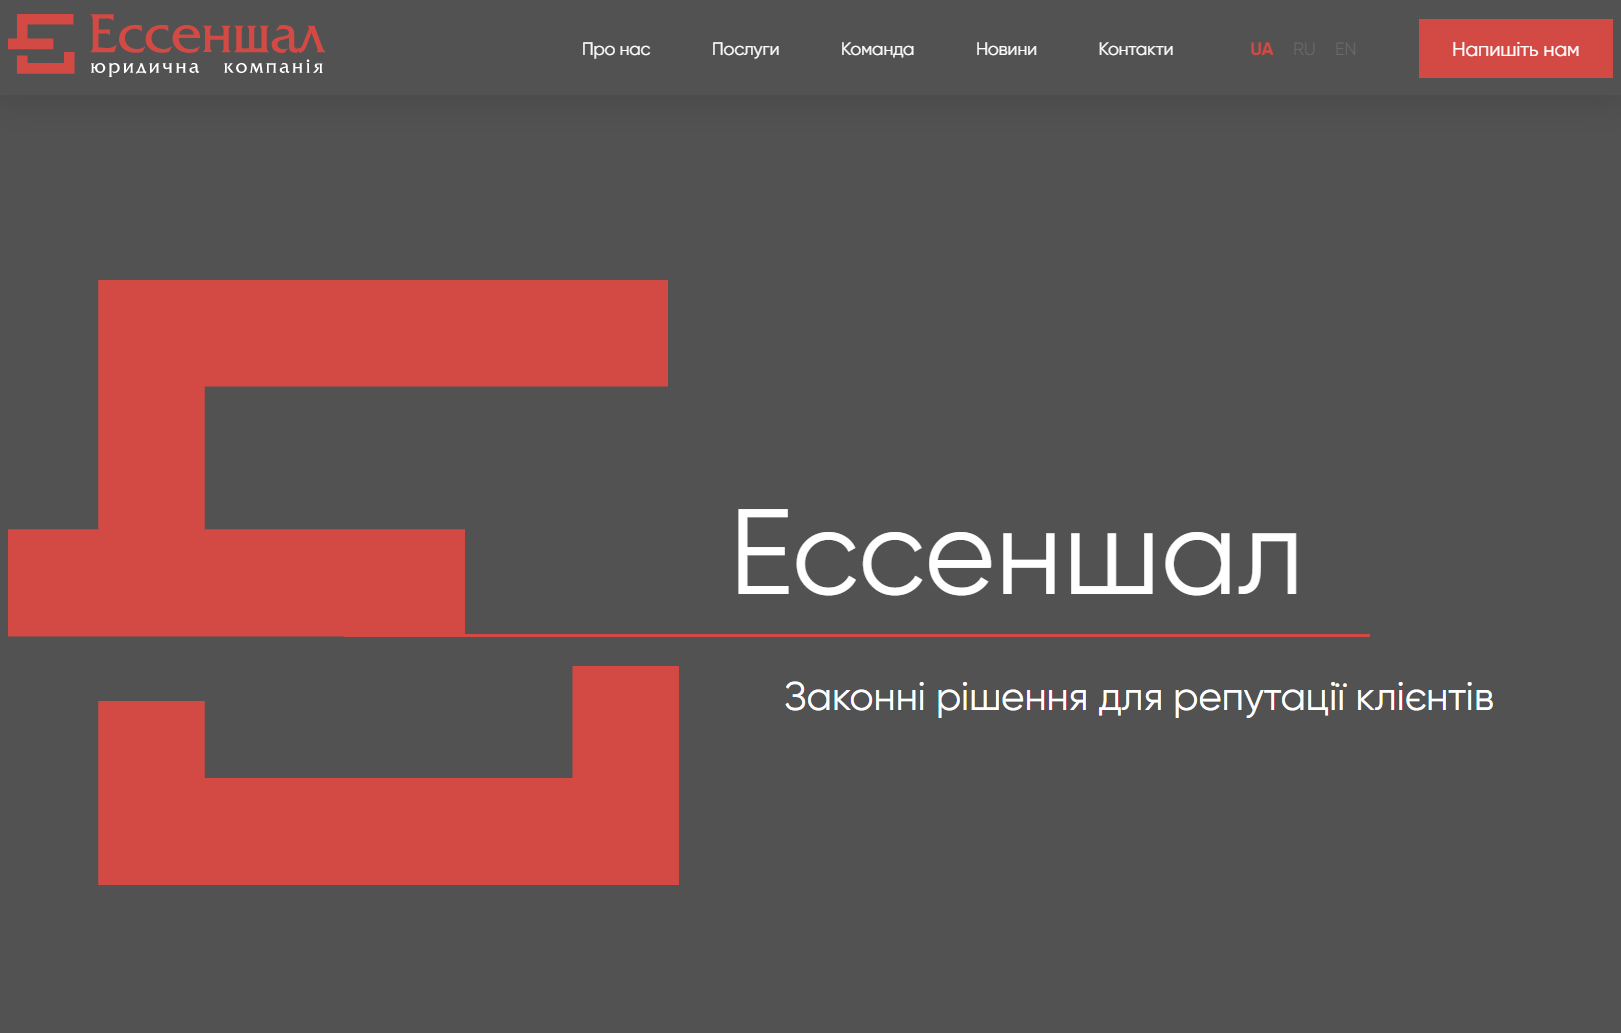 Ессеншал
юридична компанія
Про нас Послуги Команда Новини Контакти UA RU EN Напишіть нам
Ессеншал
Законні рішення для репутації клієнтів